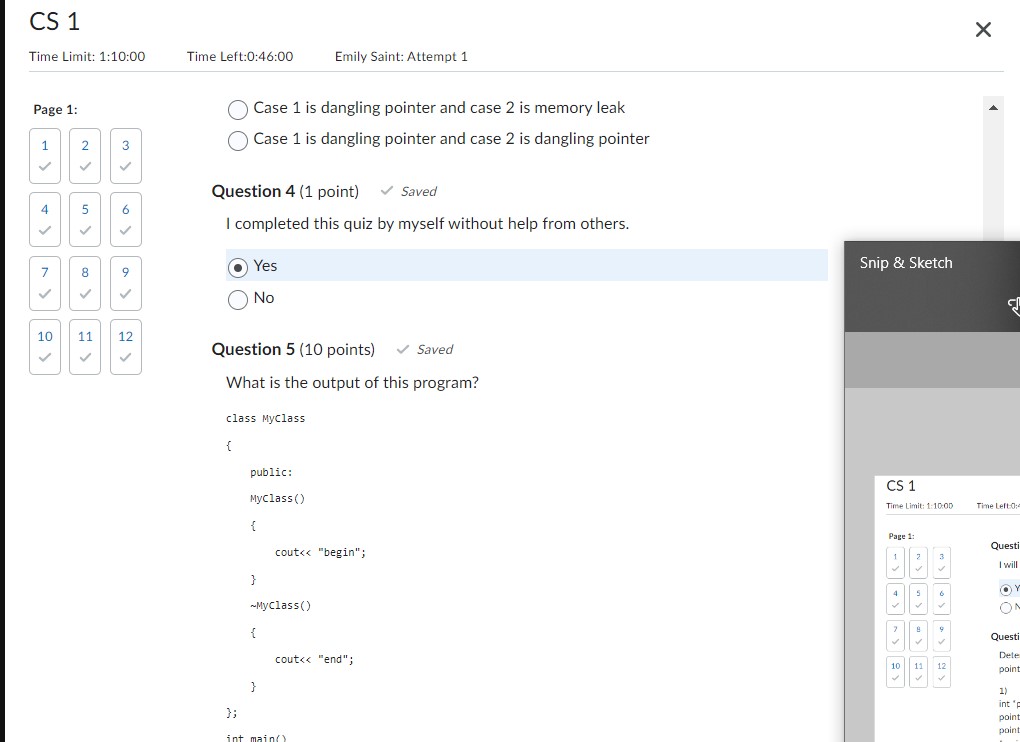 CS 1
Time Limit: 1:10:00 Time Left:0:46:00 Emily Saint: Attempt 1
Page 1:
1 2 3
4 5 6
7 8 9
10 11 12
Case 1 is dangling pointer and case 2 is memory leak
Case 1 is dangling pointer and case 2 is dangling pointer
Question 4 (1 point) Saved
I completed this quiz by myself without help from others.
Yes
No
Question 5 (10 points) Saved
What is the output of this program?
class MyClass
{
public:
MyClass()
{
cout<< "begin";
}
~MyClass()
{
cout<< "end";
}
};
int main()
Snip & Sketch
CS 1
Time Limit: 1:10:00 Time Left:0:
Page 1:
1 2 3
4 5 6
7 8 9
10 11 12
Questi
I will
Questi
Dete
point
1)
int *p
point
point